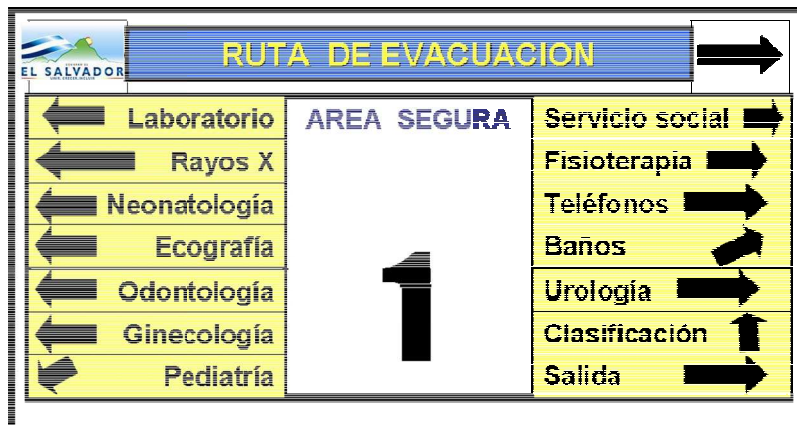 EL SALVADOR
RUTA DE EVACUACION
Laboratorio
Rayos X
Neonatología
Ecografía
Odontología
Ginecología
Pediatría
AREA SEGURA
1
Servicio social
Fisioterapia
Teléfonos
Baños
Urología
Clasificación
Salida